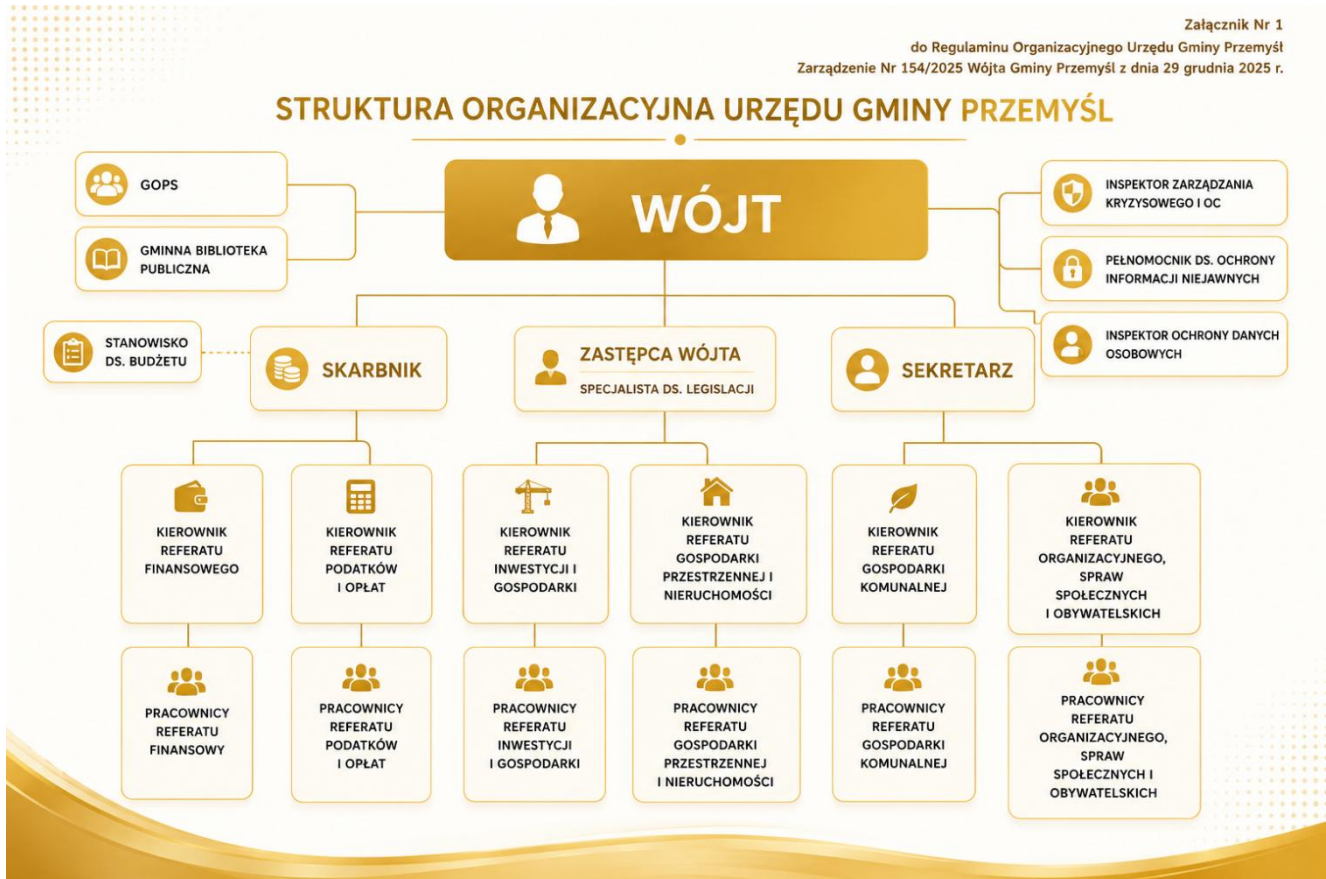 Załącznik Nr 1
do Regulaminu Organizacyjnego Urzędu Gminy Przemyśl
Zarządzenie Nr 154/2025 Wójta Gminy Przemyśl z dnia 29 grudnia 2025 r.
STRUKTURA ORGANIZACYJNA URZĘDU GMINY PRZEMYŚL
GOPS
GMINNA BIBLIOTEKA
PUBLICZNA
WÓJT
INSPEKTOR ZARZĄDZANIA
KRYZYSOWEGO I OC
PEŁNOMOCNIK DS. OCHRONY
INFORMACJI NIEJAWNYCH
INSPEKTOR OCHRONY DANYCH
OSOBOWYCH
STANOWISKO
DS. BUDŻETU
SKARBNIK
ZASTĘPCA WÓJTA
SPECJALISTA DS. LEGISLACJI
SEKRETARZ
KIEROWNIK
REFERATU
FINANSOWEGO
KIEROWNIK
REFERATU
PODATKÓW
I OPŁAT
KIEROWNIK
REFERATU
INWESTYCJI I
GOSPODARKI
KIEROWNIK
REFERATU
GOSPODARKI
PRZESTRZENNEJ I
NIERUCHOMOŚCI
KIEROWNIK
REFERATU
GOSPODARKI
KOMUNALNEJ
KIEROWNIK
REFERATU
ORGANIZACYJNEGO,
SPRAW
SPOŁECZNYCH
I OBYWATELSKICH
PRACOWNICY
REFERATU
FINANSOWY
PRACOWNICY
REFERATU
PODATKÓW
I OPŁAT
PRACOWNICY
REFERATU
INWESTYCJI
I GOSPODARKI
PRACOWNICY
REFERATU
GOSPODARKI
PRZESTRZENNEJ
I NIERUCHOMOŚCI
PRACOWNICY
REFERATU
GOSPODARKI
KOMUNALNEJ
PRACOWNICY
REFERATU
ORGANIZACYJNEGO,
SPRAW
SPOŁECZNYCH I
OBYWATELSKICH